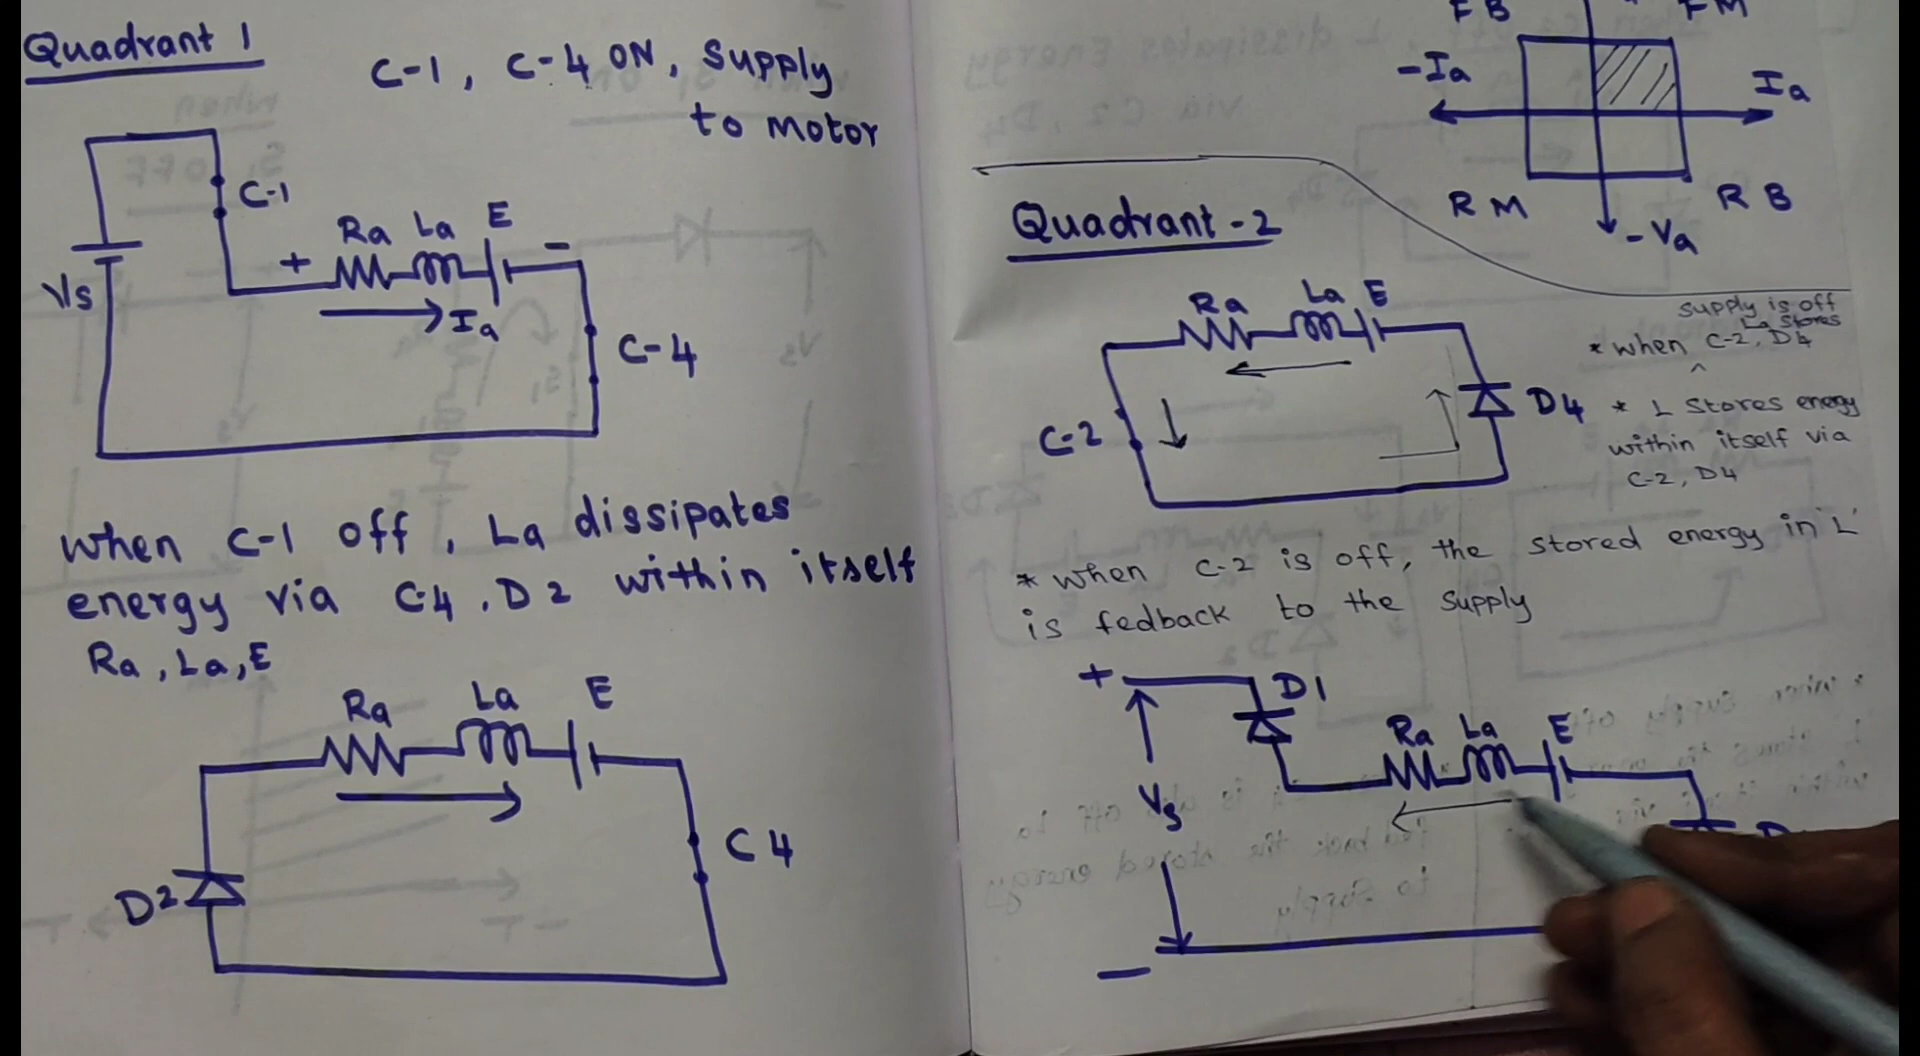 Quadrant 1
C-1, C-4 ON, Supply
to motor
C-1
Ra La E
+
-
Vs
Ia
C-4
when C-1 off, La dissipates
energy via C4, D2 within itself
Ra, La, E
Ra La E
C4
D2
FB FM
-Ia Ia
RM RB
-Va
Quadrant-2
Ra La E
supply is off
La stores
* when C-2, D4
^
C-2
D4
* L stores energy
within itself via
C-2, D4
* when C-2 is off, the stored energy in 'L'
is fedback to the supply
+
D1
Ra La E
Vs
-